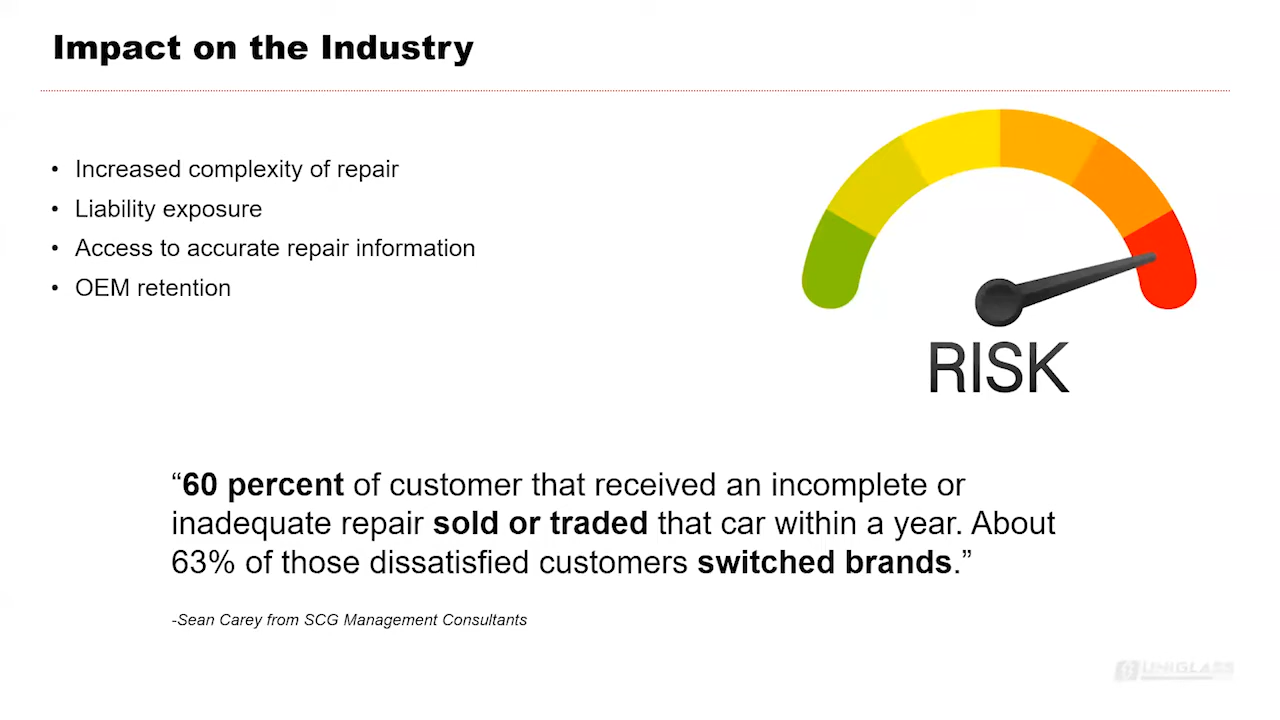 Impact on the Industry
• Increased complexity of repair
• Liability exposure
• Access to accurate repair information
• OEM retention
RISK
“60 percent of customer that received an incomplete or
inadequate repair sold or traded that car within a year. About
63% of those dissatisfied customers switched brands.”
-Sean Carey from SCG Management Consultants